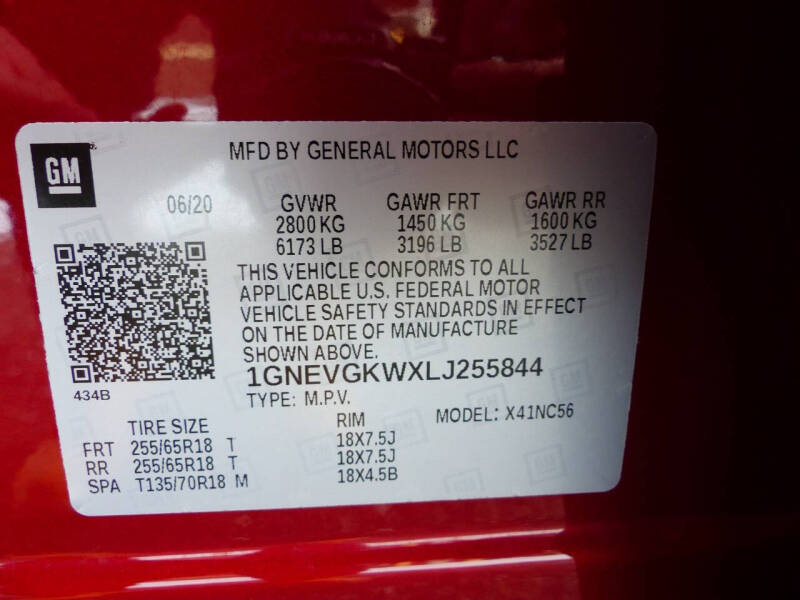 GM
MFD BY GENERAL MOTORS LLC
06/20 GVWR GAWR FRT GAWR RR
2800 KG 1450 KG 1600 KG
6173 LB 3196 LB 3527 LB
THIS VEHICLE CONFORMS TO ALL
APPLICABLE U.S. FEDERAL MOTOR
VEHICLE SAFETY STANDARDS IN EFFECT
ON THE DATE OF MANUFACTURE
SHOWN ABOVE.
434B
1GNEVGKWXLJ255844
TYPE: M.P.V. MODEL: X41NC56
TIRE SIZE RIM
FRT 255/65R18 T 18X7.5J
RR 255/65R18 T 18X7.5J
SPA T135/70R18 M 18X4.5B